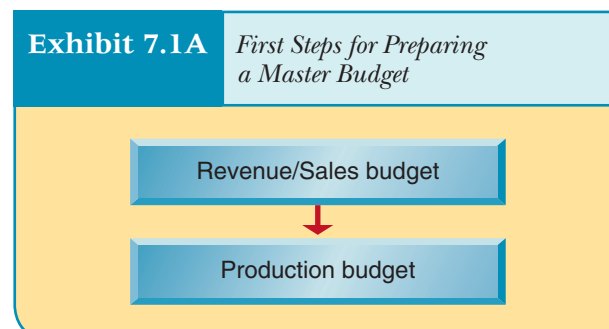 Exhibit 7.1A
First Steps for Preparing
a Master Budget
Revenue/Sales budget
Production budget